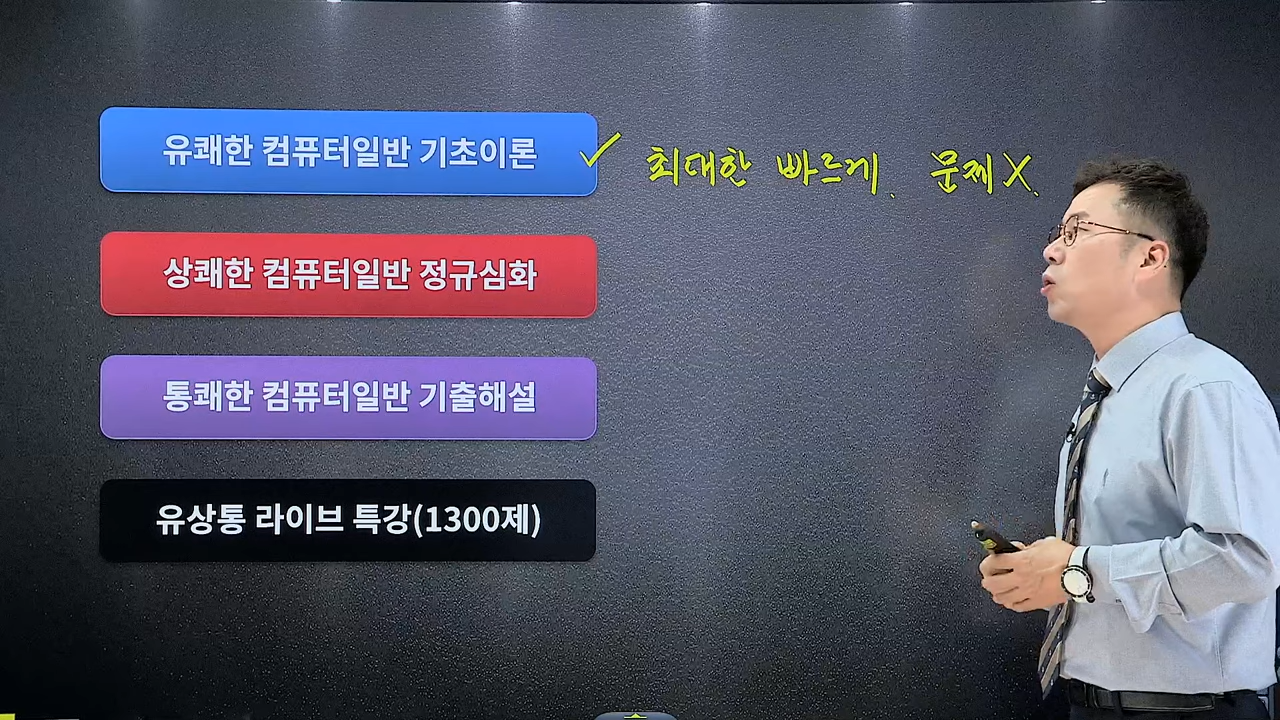 유쾌한 컴퓨터일반 기초이론 ✓ 최대한 빠르게. 문제X.
상쾌한 컴퓨터일반 정규심화
통쾌한 컴퓨터일반 기출해설
유상통 라이브 특강(1300제)